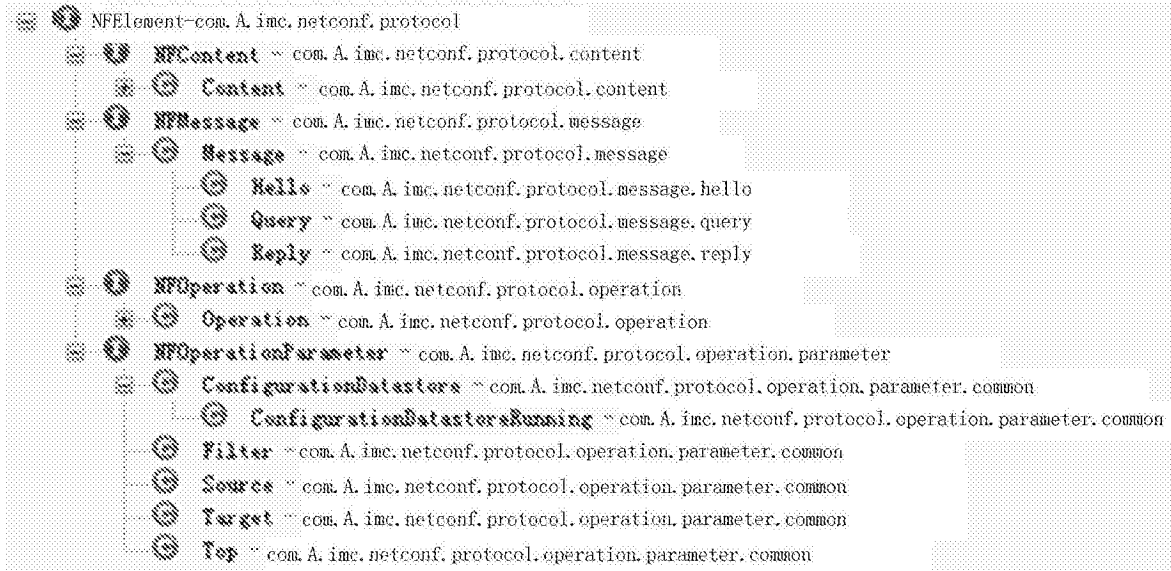 NFElement-com.A.imc.netconf.protocol
NFContent - com.A.imc.netconf.protocol.content
Content - com.A.imc.netconf.protocol.content
NFMessage - com.A.imc.netconf.protocol.message
Message - com.A.imc.netconf.protocol.message
Hello - com.A.imc.netconf.protocol.message.hello
Query - com.A.imc.netconf.protocol.message.query
Reply - com.A.imc.netconf.protocol.message.reply
NFOperation - com.A.imc.netconf.protocol.operation
Operation - com.A.imc.netconf.protocol.operation
NFOperationParameter - com.A.imc.netconf.protocol.operation.parameter
ConfigurationDatastore - com.A.imc.netconf.protocol.operation.parameter.common
ConfigurationDatastoreRunning - com.A.imc.netconf.protocol.operation.parameter.common
Filter - com.A.imc.netconf.protocol.operation.parameter.common
Source - com.A.imc.netconf.protocol.operation.parameter.common
Target - com.A.imc.netconf.protocol.operation.parameter.common
Top - com.A.imc.netconf.protocol.operation.parameter.common